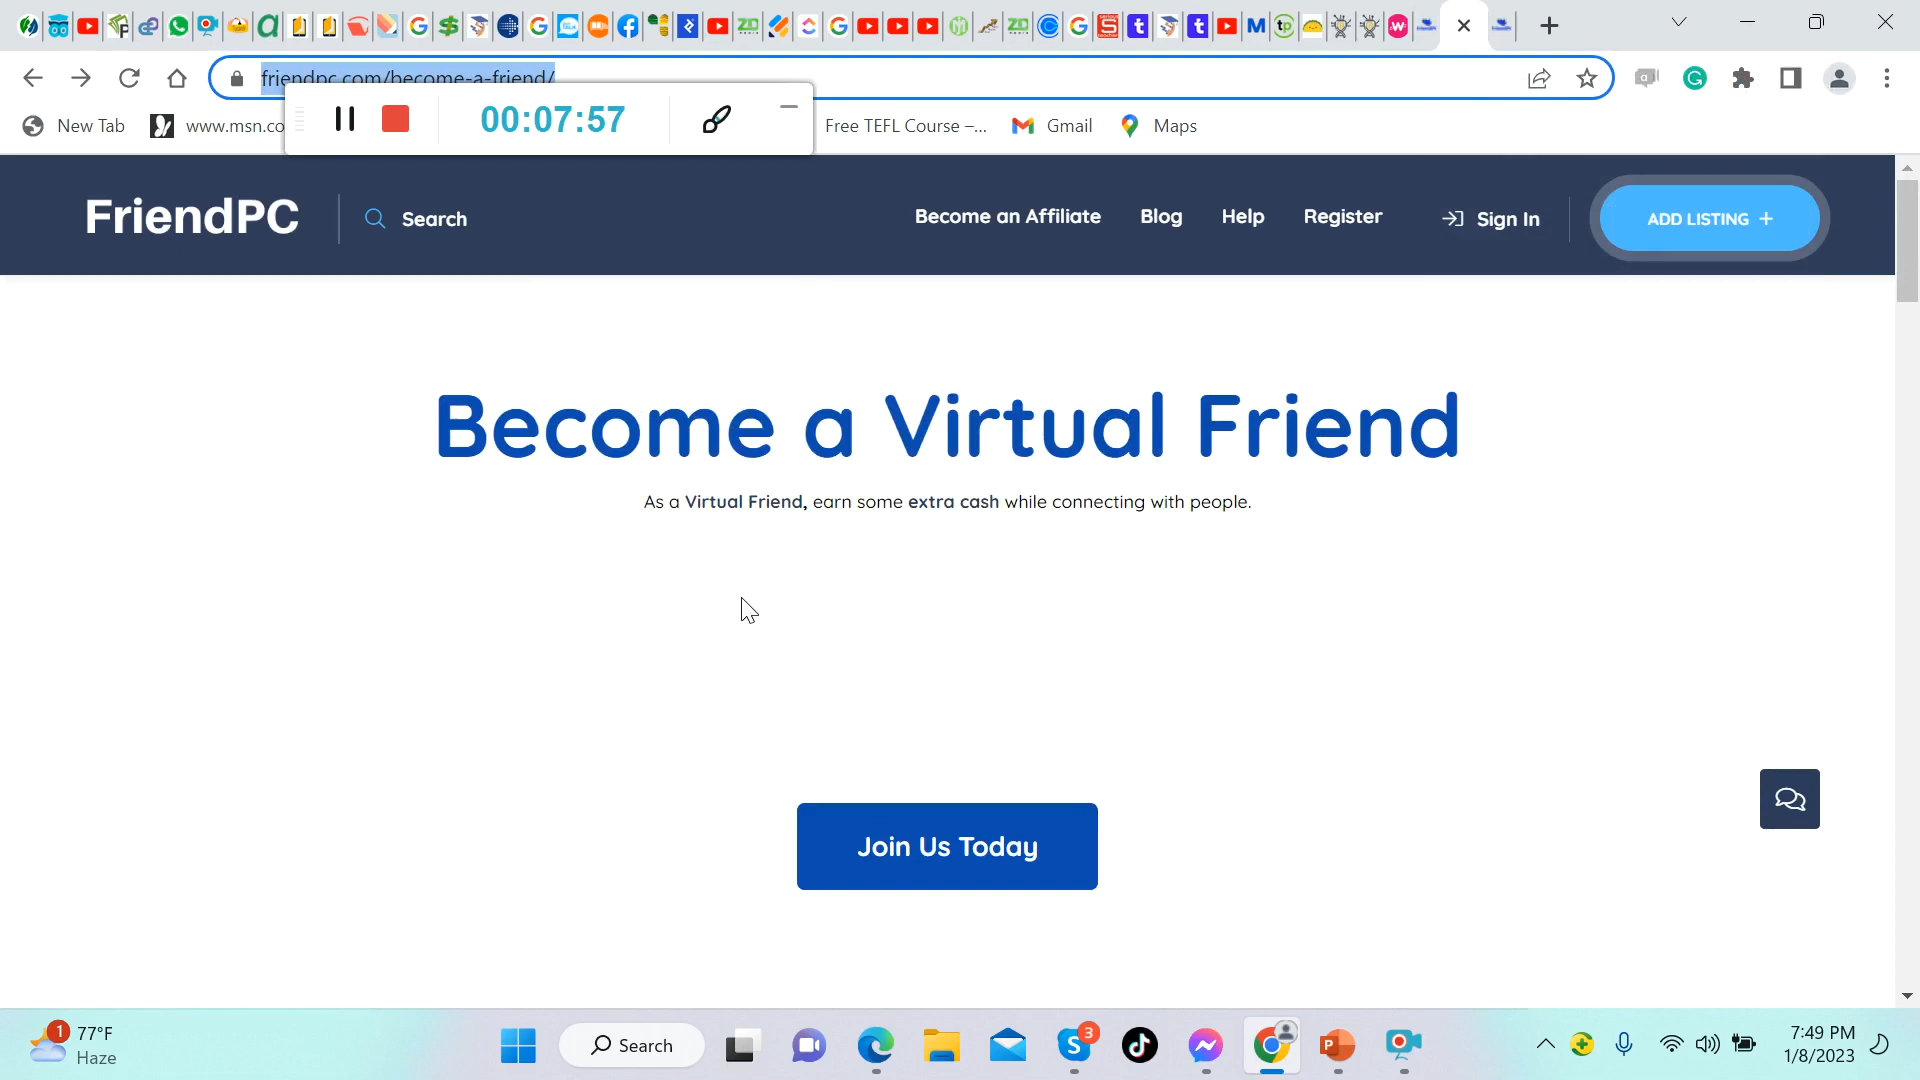 friendpc.com/become-a-friend/
New Tab
www.msn.co
00:07:57
Free TEFL Course –...
Gmail
Maps
FriendPC
Search
Become an Affiliate
Blog
Help
Register
Sign In
ADD LISTING +
Become a Virtual Friend
As a Virtual Friend, earn some extra cash while connecting with people.
Join Us Today
1
77°F
Haze
Search
3
7:49 PM
1/8/2023